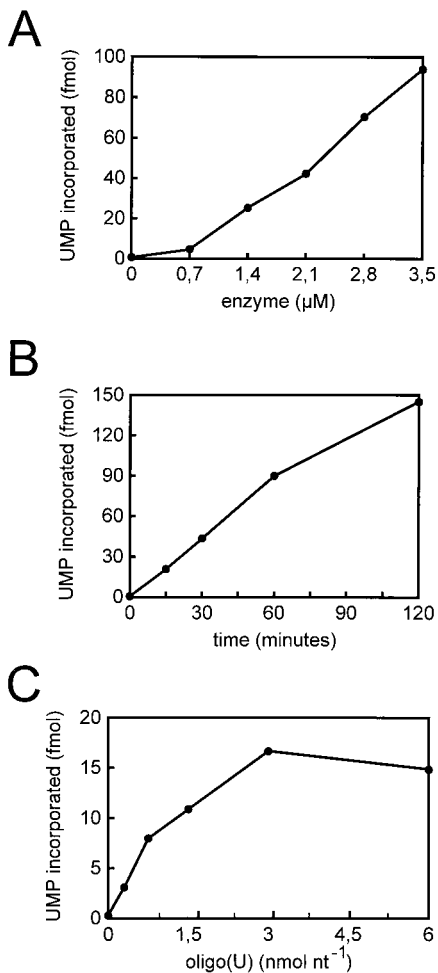 A
UMP incorporated (fmol)
100
80
60
40
20
0
0 0,7 1,4 2,1 2,8 3,5
enzyme (µM)
B
UMP incorporated (fmol)
150
120
90
60
30
0
0 30 60 90 120
time (minutes)
C
UMP incorporated (fmol)
20
15
10
5
0
0 1,5 3 4,5 6
oligo(U) (nmol nt⁻¹)